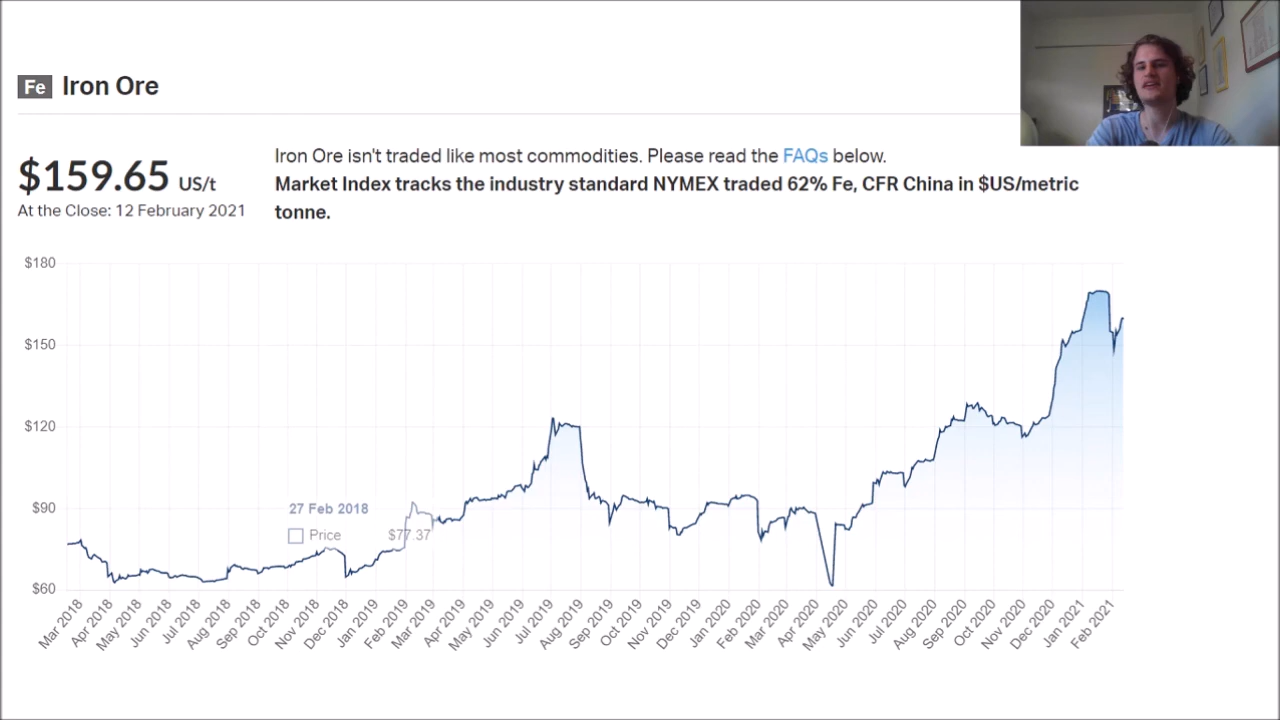 Fe Iron Ore
$159.65 US/t
At the Close: 12 February 2021
Iron Ore isn't traded like most commodities. Please read the FAQs below.
Market Index tracks the industry standard NYMEX traded 62% Fe, CFR China in $US/metric
tonne.
$180
$150
$120
$90
$60
27 Feb 2018
Price $77.37
Mar 2018
Apr 2018
May 2018
Jun 2018
Jul 2018
Aug 2018
Sep 2018
Oct 2018
Nov 2018
Dec 2018
Jan 2019
Feb 2019
Mar 2019
Apr 2019
May 2019
Jun 2019
Jul 2019
Aug 2019
Sep 2019
Oct 2019
Nov 2019
Dec 2019
Jan 2020
Feb 2020
Mar 2020
Apr 2020
May 2020
Jun 2020
Jul 2020
Aug 2020
Sep 2020
Oct 2020
Nov 2020
Dec 2020
Jan 2021
Feb 2021